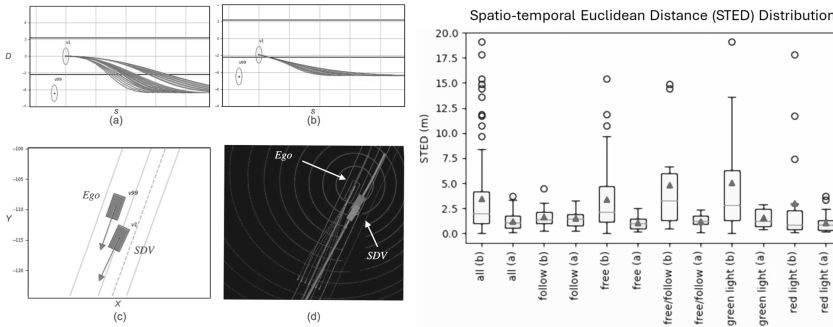 v1
v99
D
S
(a)
v1
v99
S
(b)
Ego
v99
v1
SDV
Y
X
(c)
Ego
SDV
(d)
-100
-105
-110
-115
-120
Spatio-temporal Euclidean Distance (STED) Distribution
STED (m)
20.0
17.5
15.0
12.5
10.0
7.5
5.0
2.5
0.0
all (b)
all (a)
follow (b)
follow (a)
free (b)
free (a)
free/follow (b)
free/follow (a)
green light (b)
green light (a)
red light (b)
red light (a)